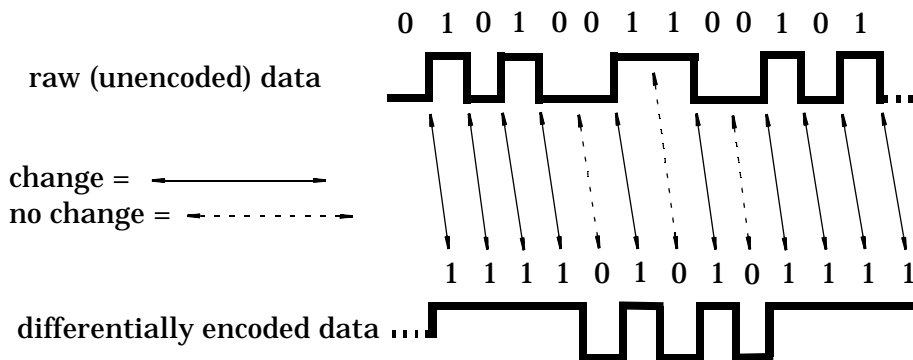 0 1 0 1 0 0 1 1 0 0 1 0 1
raw (unencoded) data
change =
no change =
1 1 1 1 0 1 0 1 0 1 1 1 1
differentially encoded data